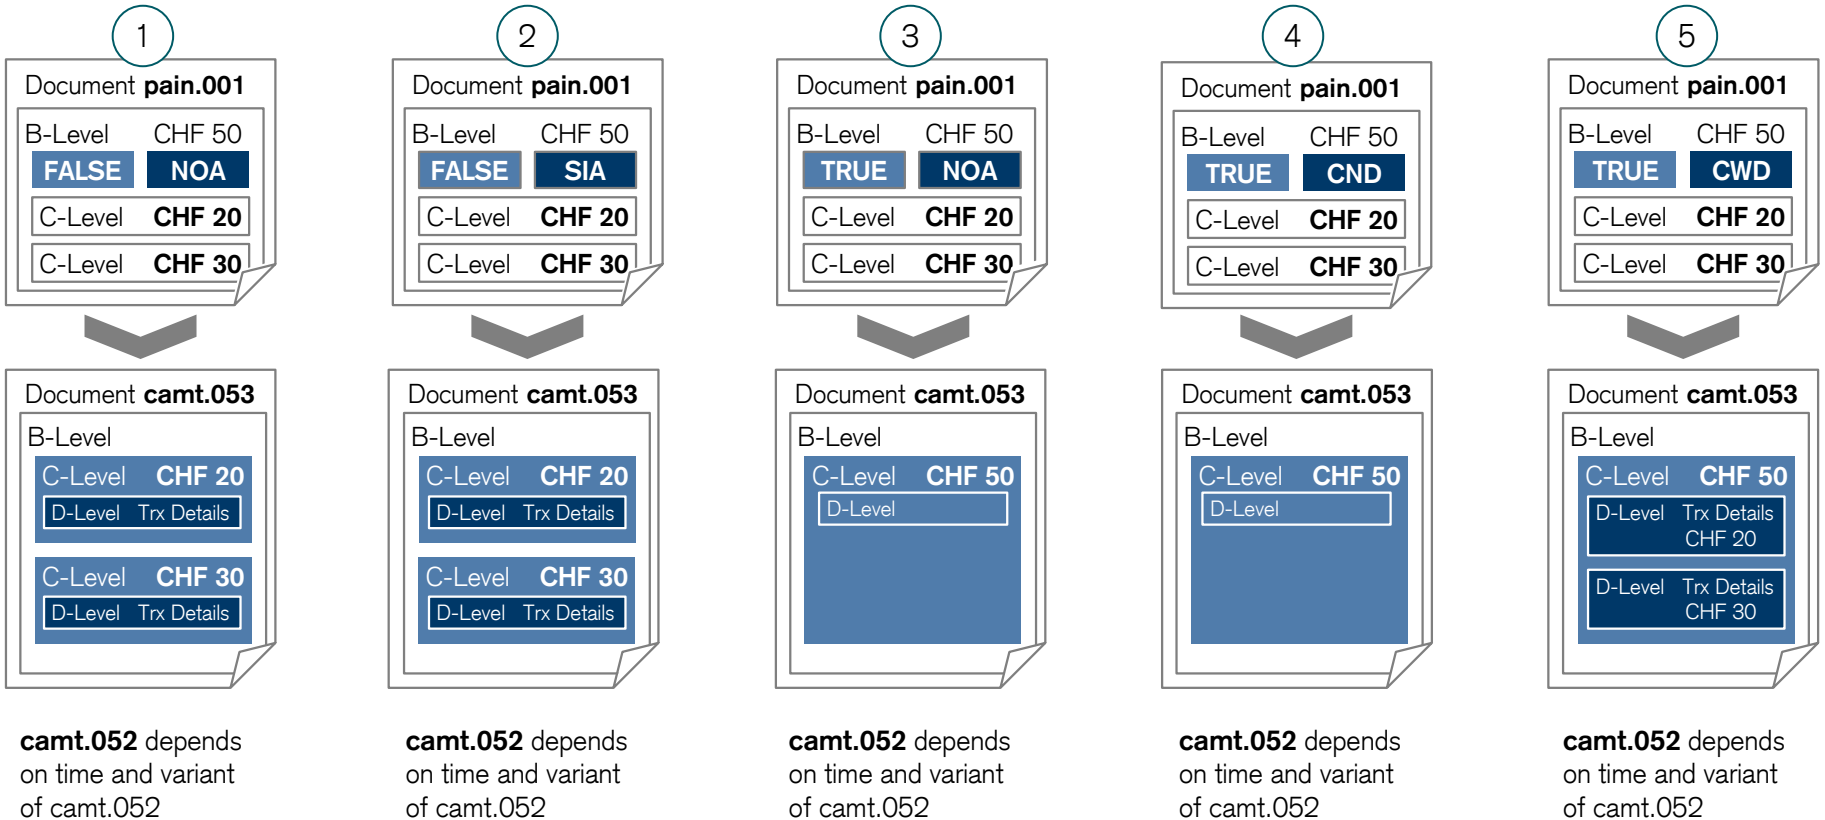 1
Document pain.001
B-Level CHF 50
FALSE NOA
C-Level CHF 20
C-Level CHF 30
Document camt.053
B-Level
C-Level CHF 20
D-Level Trx Details
C-Level CHF 30
D-Level Trx Details
camt.052 depends
on time and variant
of camt.052
2
Document pain.001
B-Level CHF 50
FALSE SIA
C-Level CHF 20
C-Level CHF 30
Document camt.053
B-Level
C-Level CHF 20
D-Level Trx Details
C-Level CHF 30
D-Level Trx Details
camt.052 depends
on time and variant
of camt.052
3
Document pain.001
B-Level CHF 50
TRUE NOA
C-Level CHF 20
C-Level CHF 30
Document camt.053
B-Level
C-Level CHF 50
D-Level
camt.052 depends
on time and variant
of camt.052
4
Document pain.001
B-Level CHF 50
TRUE CND
C-Level CHF 20
C-Level CHF 30
Document camt.053
B-Level
C-Level CHF 50
D-Level
camt.052 depends
on time and variant
of camt.052
5
Document pain.001
B-Level CHF 50
TRUE CWD
C-Level CHF 20
C-Level CHF 30
Document camt.053
B-Level
C-Level CHF 50
D-Level Trx Details
CHF 20
D-Level Trx Details
CHF 30
camt.052 depends
on time and variant
of camt.052